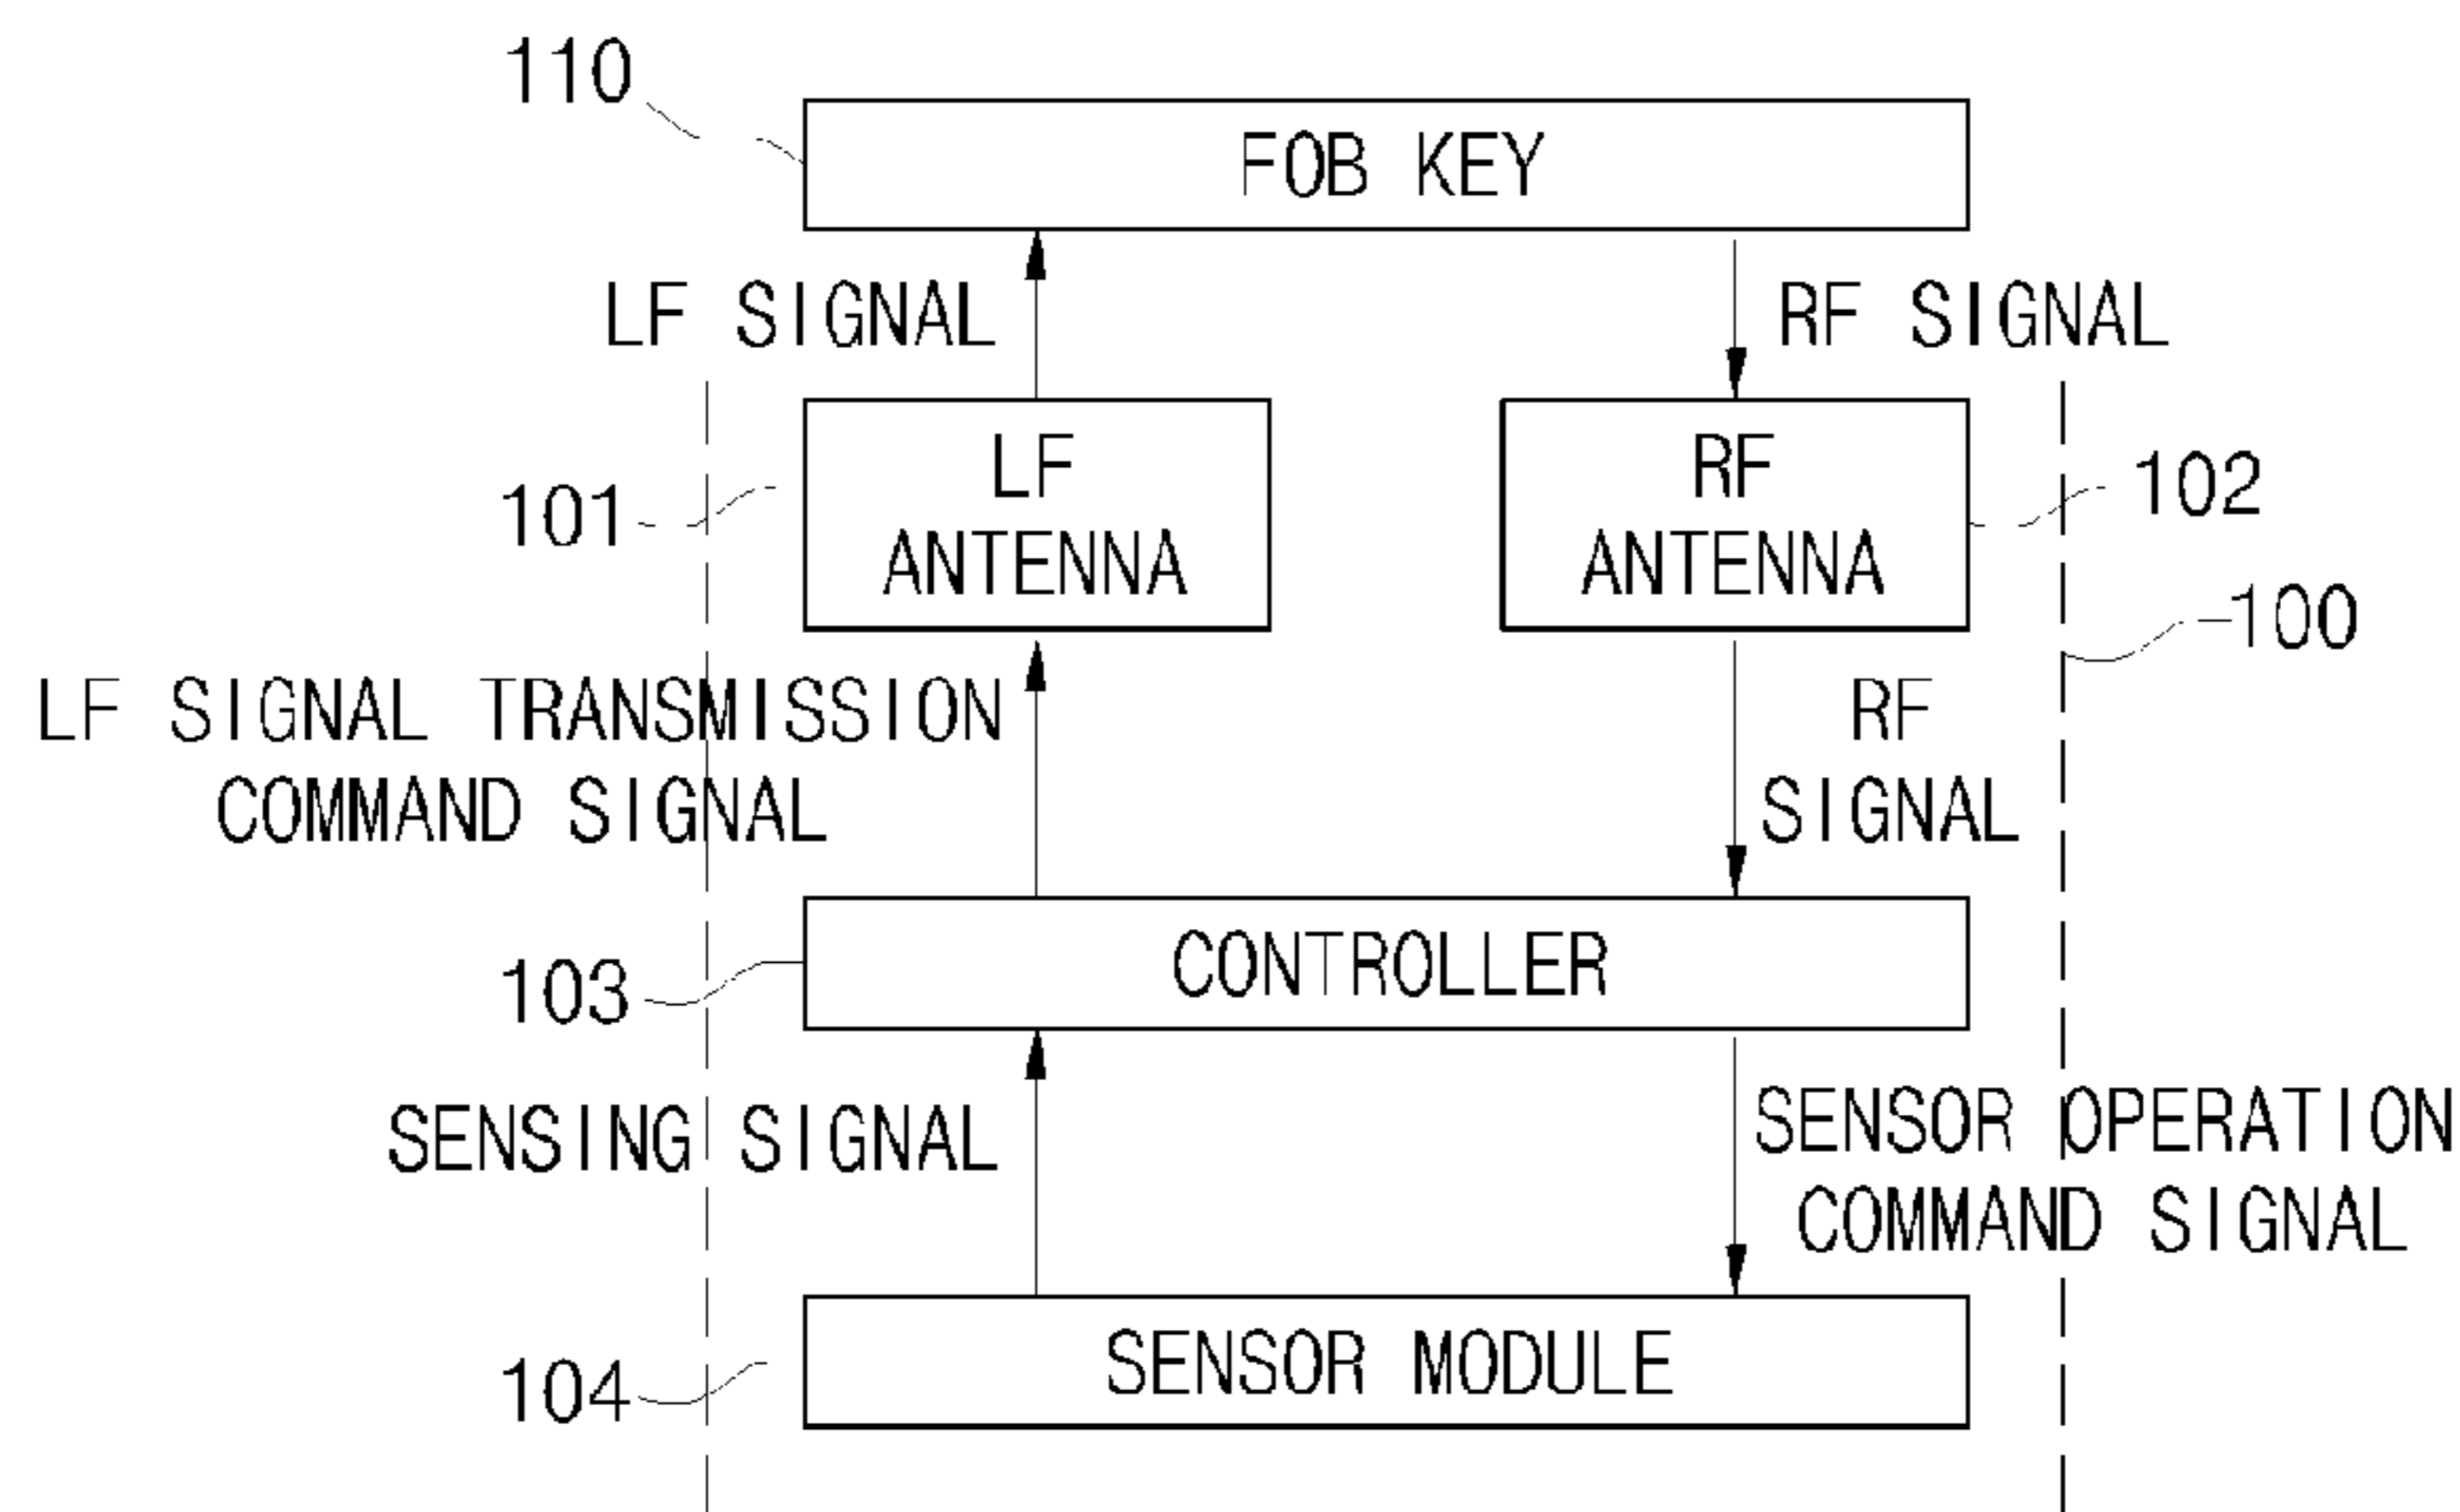 110
FOB KEY
LF SIGNAL
RF SIGNAL
101
LF
ANTENNA
RF
ANTENNA
102
100
LF SIGNAL TRANSMISSION
COMMAND SIGNAL
RF
SIGNAL
103
CONTROLLER
SENSING SIGNAL
SENSOR OPERATION
COMMAND SIGNAL
104
SENSOR MODULE